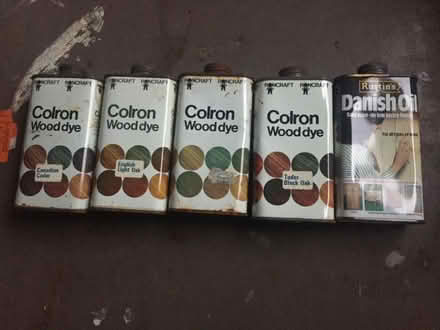 RONCRAFT RONCRAFT
Colron
Wood dye
Canadian
Cedar
RONCRAFT RONCRAFT
Colron
Wood dye
English
Light Oak
RONCRAFT RONCRAFT
Colron
Wood dye
RONCRAFT RONCRAFT
Colron
Wood dye
Tudor
Black Oak
Rustin's
Danish Oil